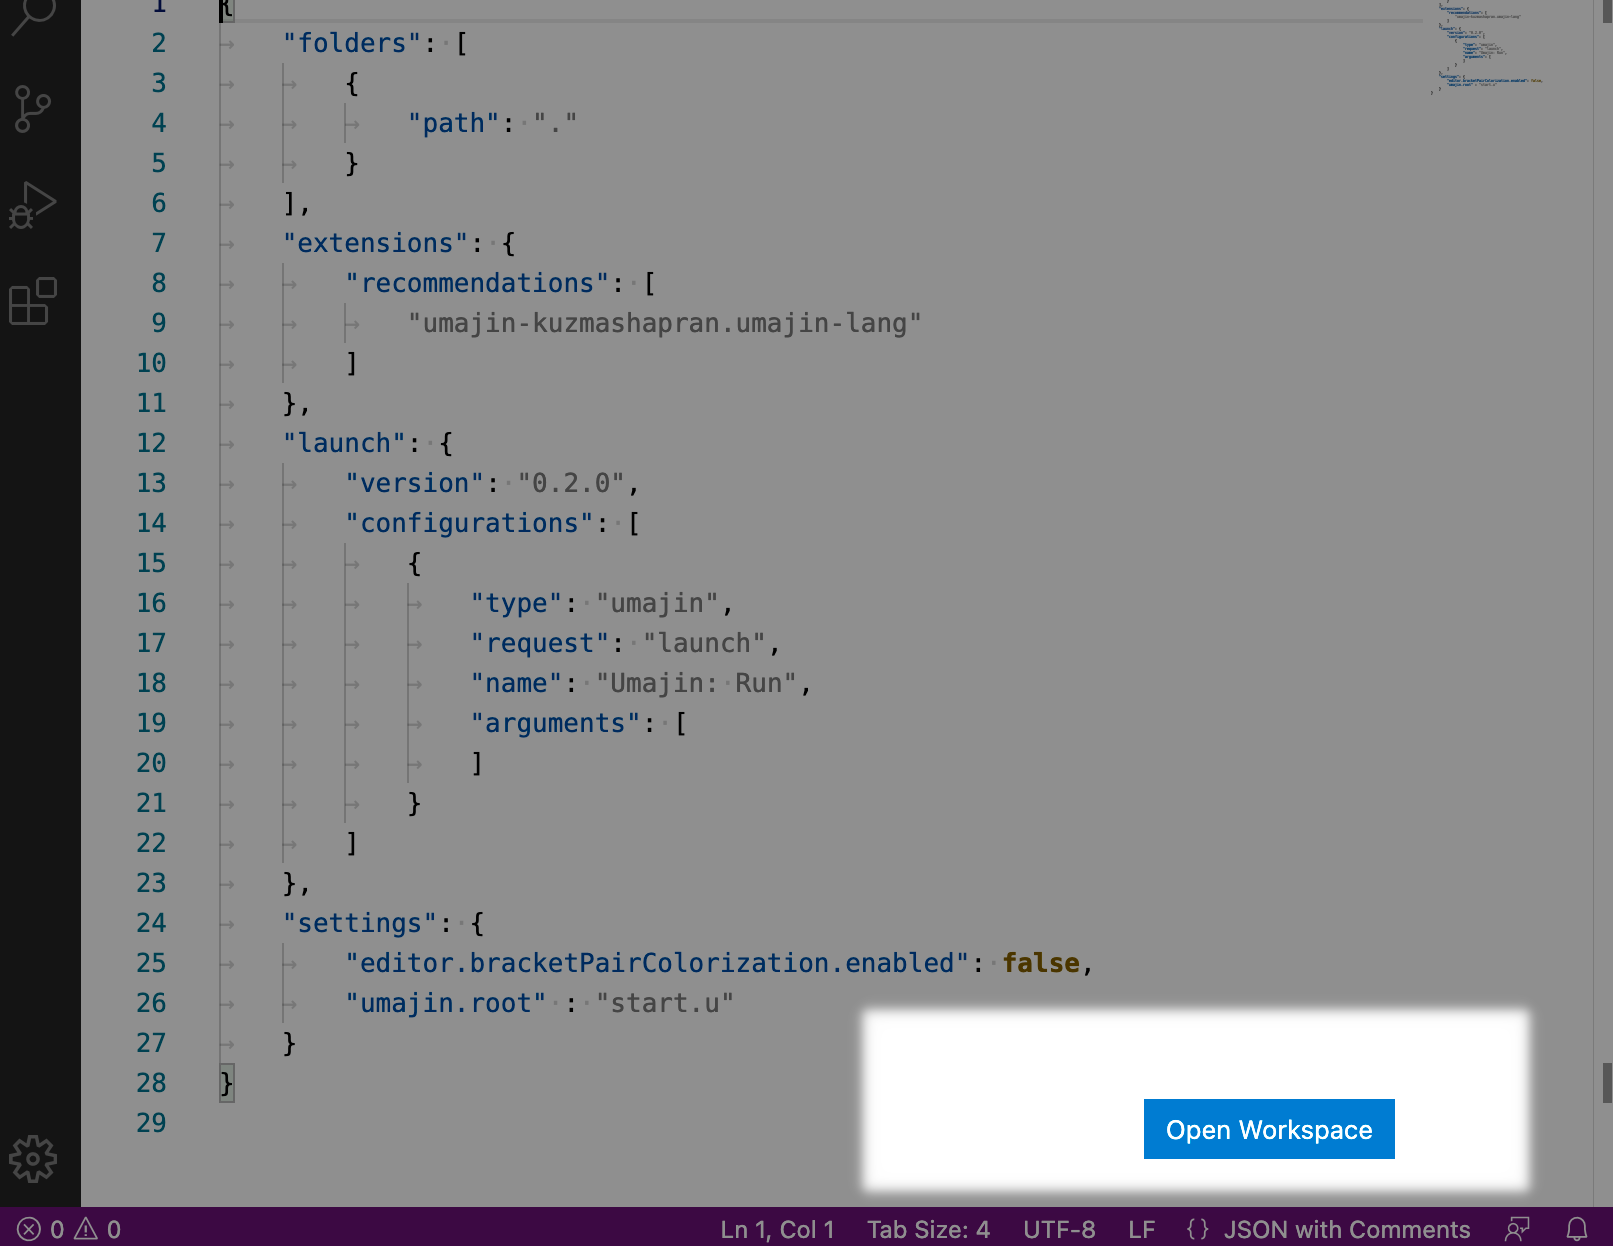 1 {
2 "folders": [
3 {
4 "path": "."
5 }
6 ],
7 "extensions": {
8 "recommendations": [
9 "umajin-kuzmashapran.umajin-lang"
10 ]
11 },
12 "launch": {
13 "version": "0.2.0",
14 "configurations": [
15 {
16 "type": "umajin",
17 "request": "launch",
18 "name": "Umajin: Run",
19 "arguments": [
20 ]
21 }
22 ]
23 },
24 "settings": {
25 "editor.bracketPairColorization.enabled": false,
26 "umajin.root" : "start.u"
27 }
28 }
29
Open Workspace
0 0 Ln 1, Col 1 Tab Size: 4 UTF-8 LF {} JSON with Comments